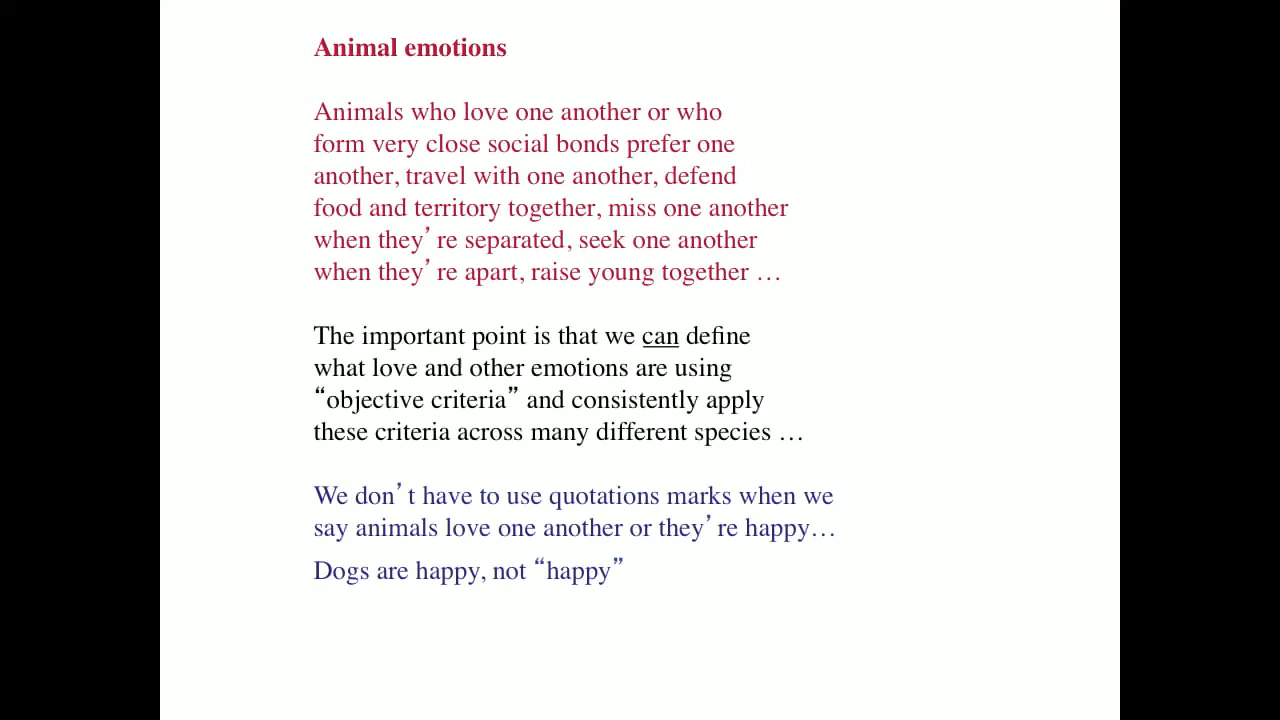 Animal emotions
Animals who love one another or who
form very close social bonds prefer one
another, travel with one another, defend
food and territory together, miss one another
when they’re separated, seek one another
when they’re apart, raise young together …
The important point is that we can define
what love and other emotions are using
“objective criteria” and consistently apply
these criteria across many different species …
We don’t have to use quotations marks when we
say animals love one another or they’re happy…
Dogs are happy, not “happy”